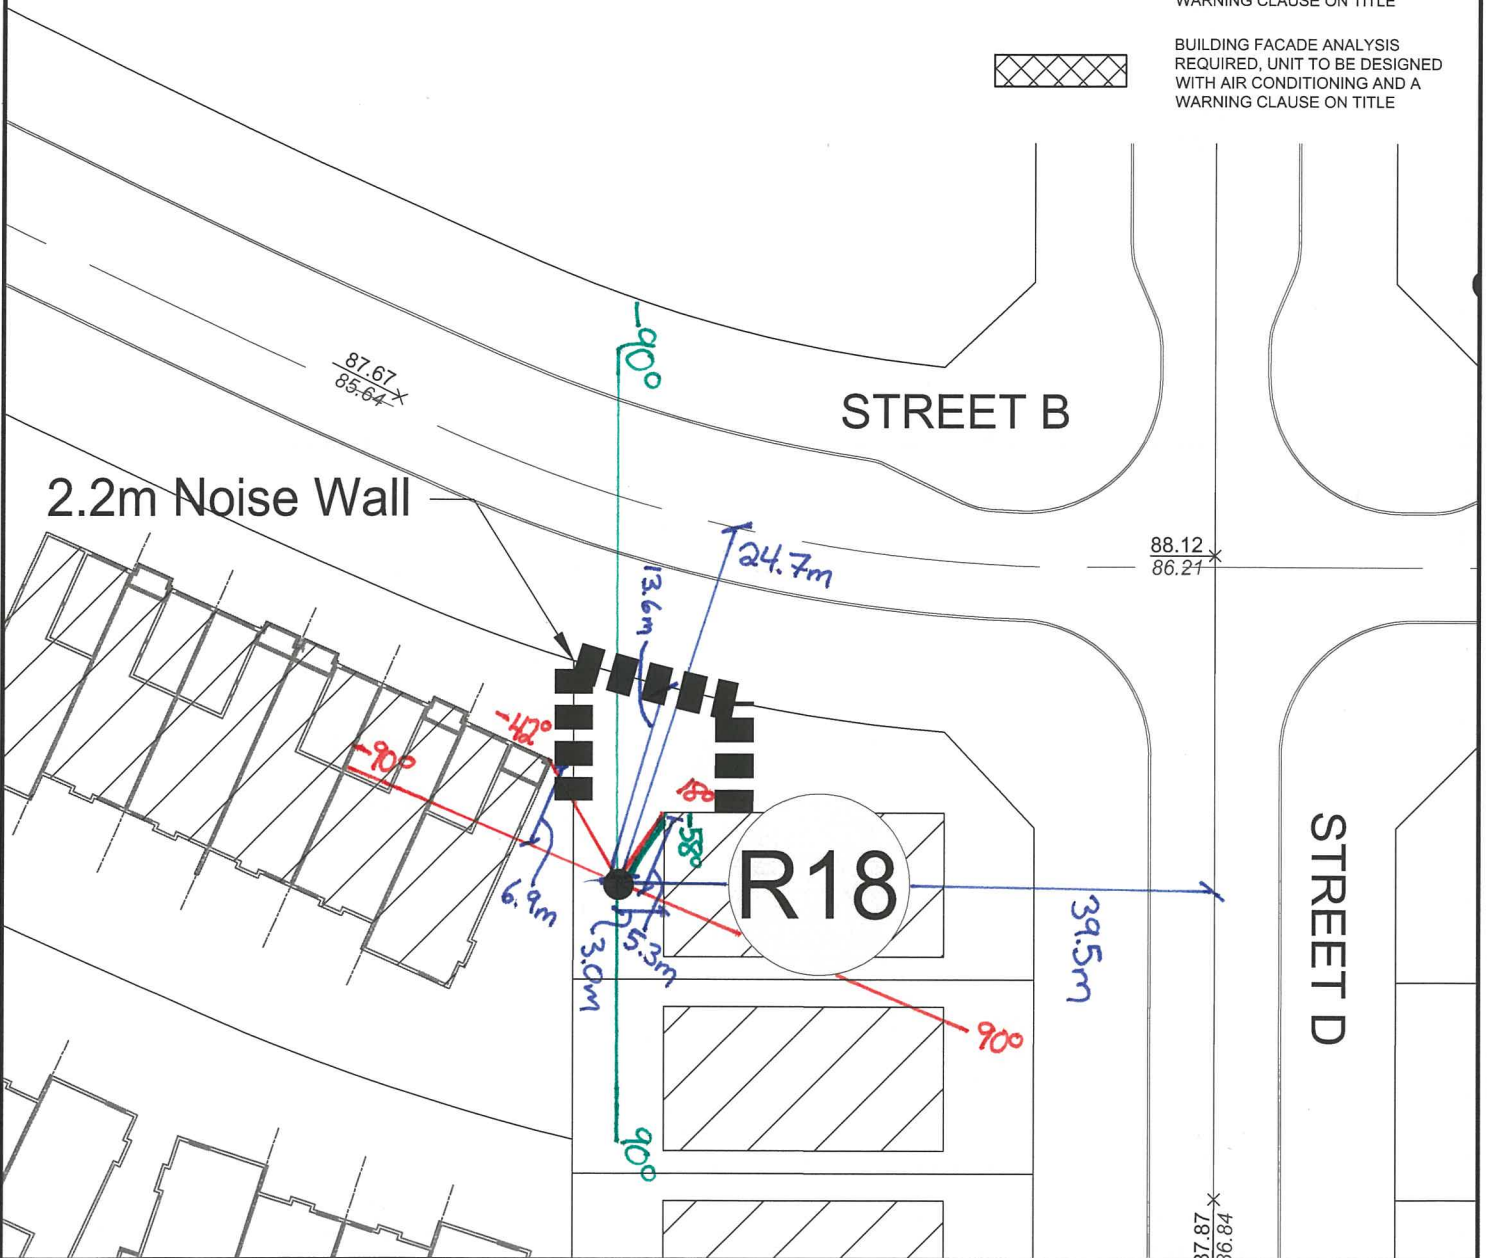 WARNING CLAUSE ON TITLE
BUILDING FACADE ANALYSIS
REQUIRED, UNIT TO BE DESIGNED
WITH AIR CONDITIONING AND A
WARNING CLAUSE ON TITLE
-90°
87.67
85.64
STREET B
2.2m Noise Wall
24.7m
88.12
86.21
13.6m
-42°
-90°
18°
-58°
R18
6.9m
5.3m
3.0m
39.5m
STREET D
90°
90°
37.87
36.84